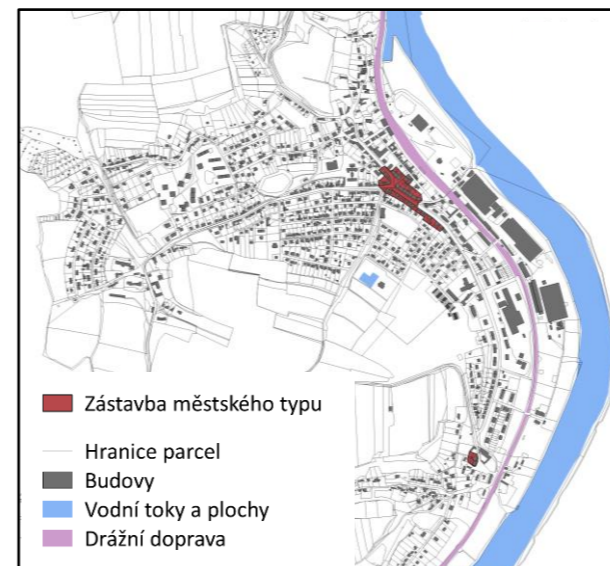 Zástavba městského typu
Hranice parcel
Budovy
Vodní toky a plochy
Drážní doprava